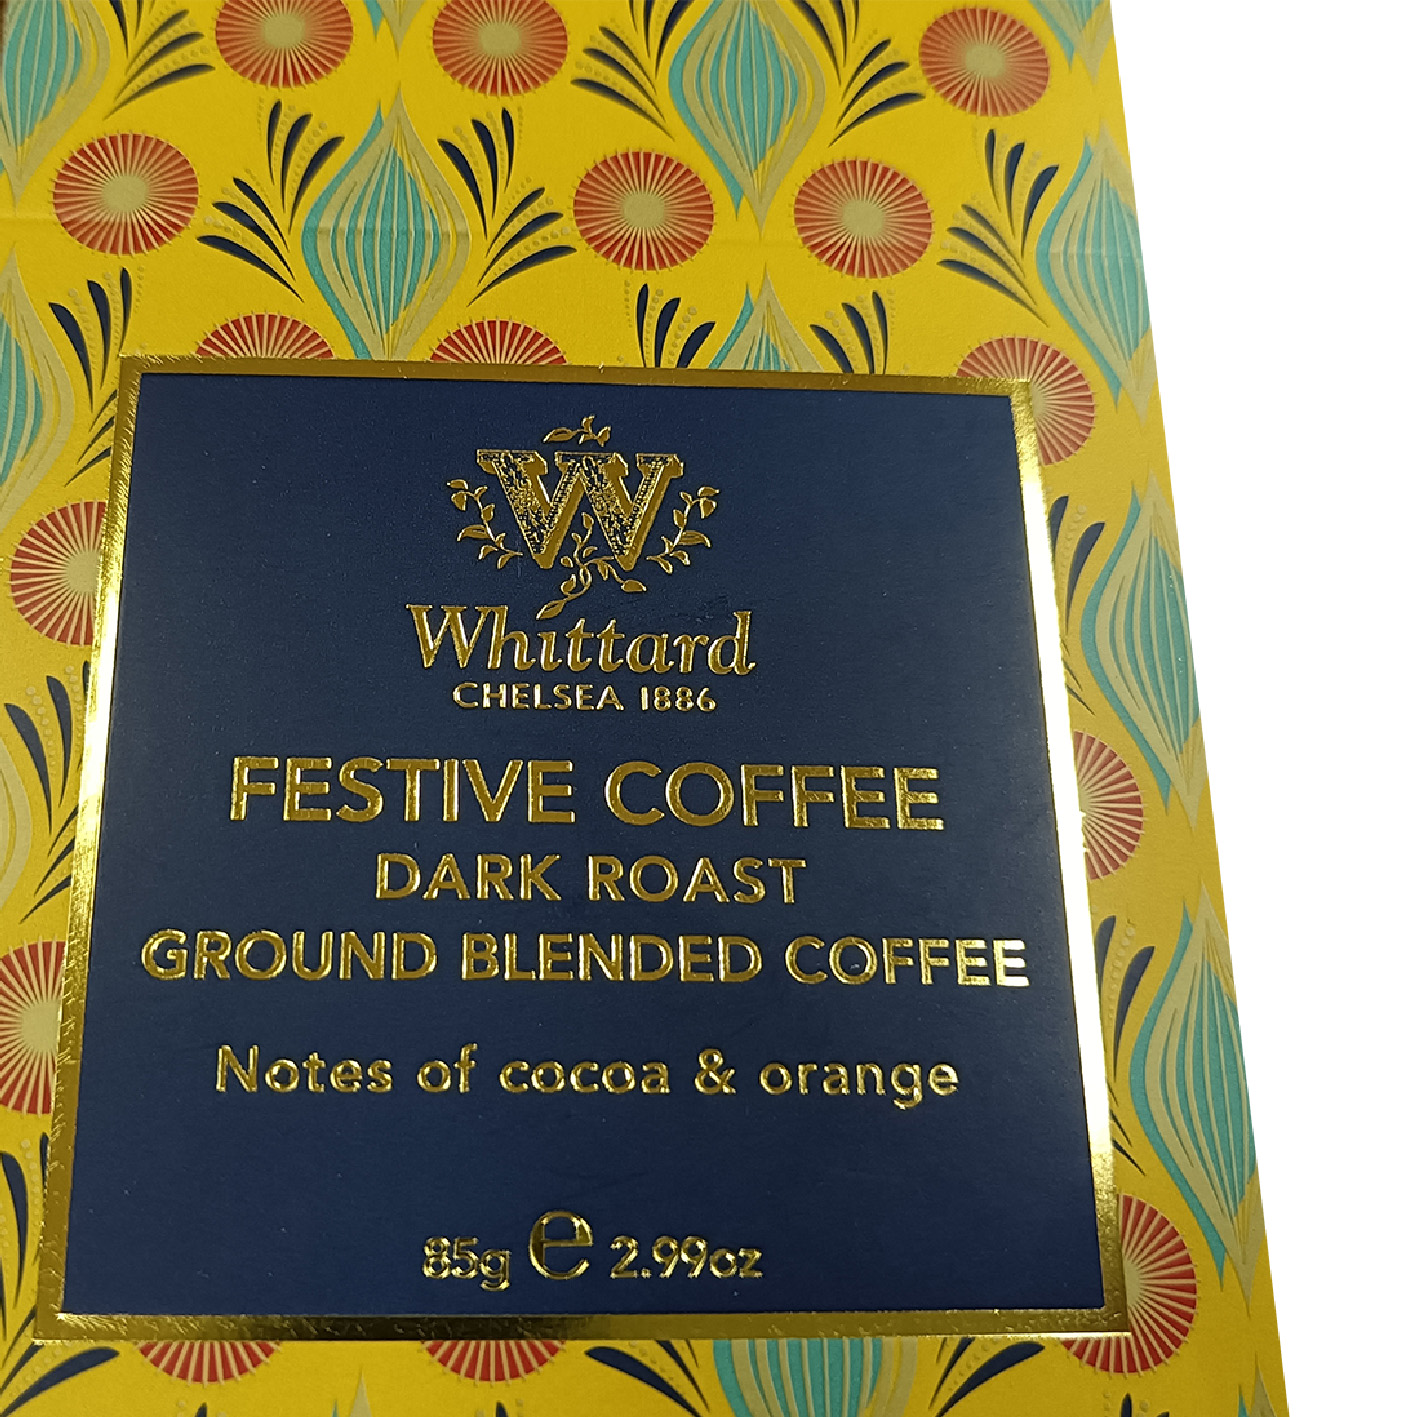 W
Whittard
CHELSEA 1886
FESTIVE COFFEE
DARK ROAST
GROUND BLENDED COFFEE
Notes of cocoa & orange
85g e 2.99oz